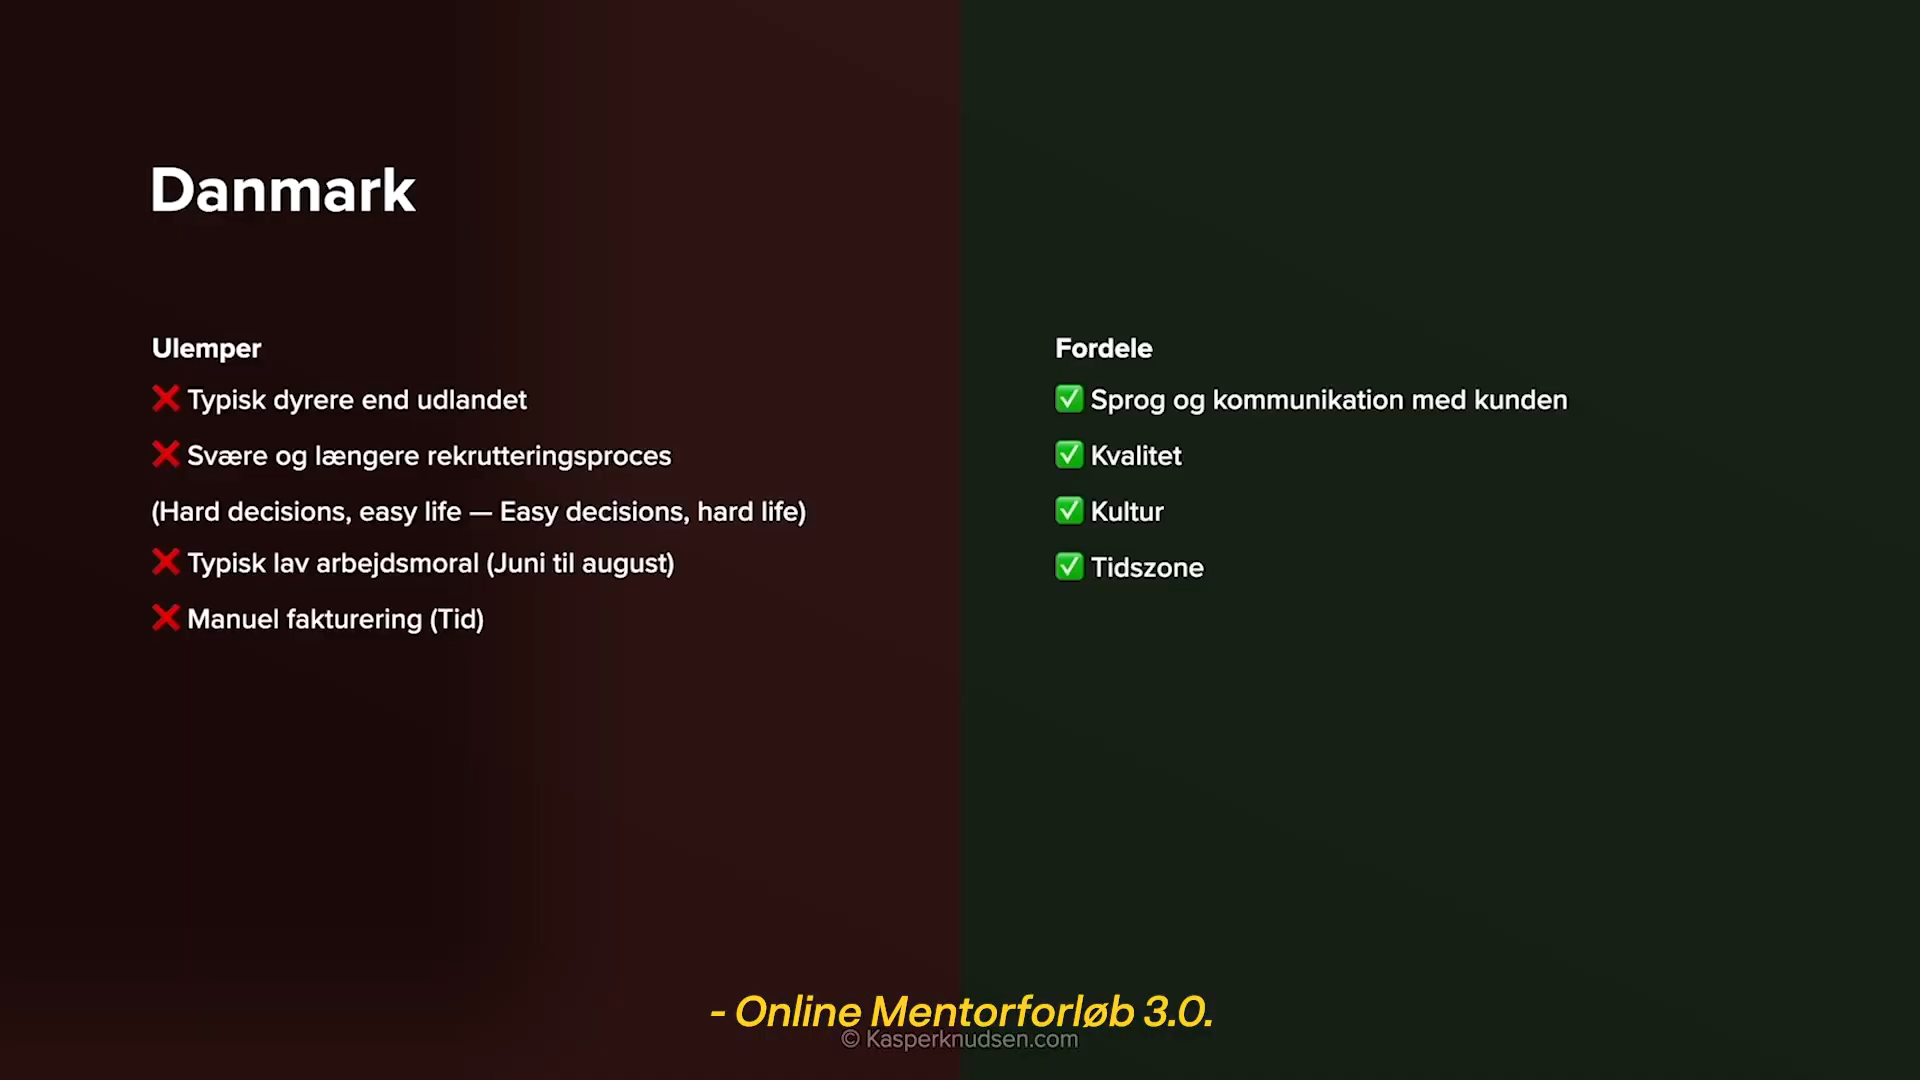 Danmark
Ulemper
❌ Typisk dyrere end udlandet
❌ Svære og længere rekrutteringsproces
(Hard decisions, easy life — Easy decisions, hard life)
❌ Typisk lav arbejdsmoral (Juni til august)
❌ Manuel fakturering (Tid)
Fordele
✅ Sprog og kommunikation med kunden
✅ Kvalitet
✅ Kultur
✅ Tidszone
- Online Mentorforløb 3.0.
© Kasperknudsen.com